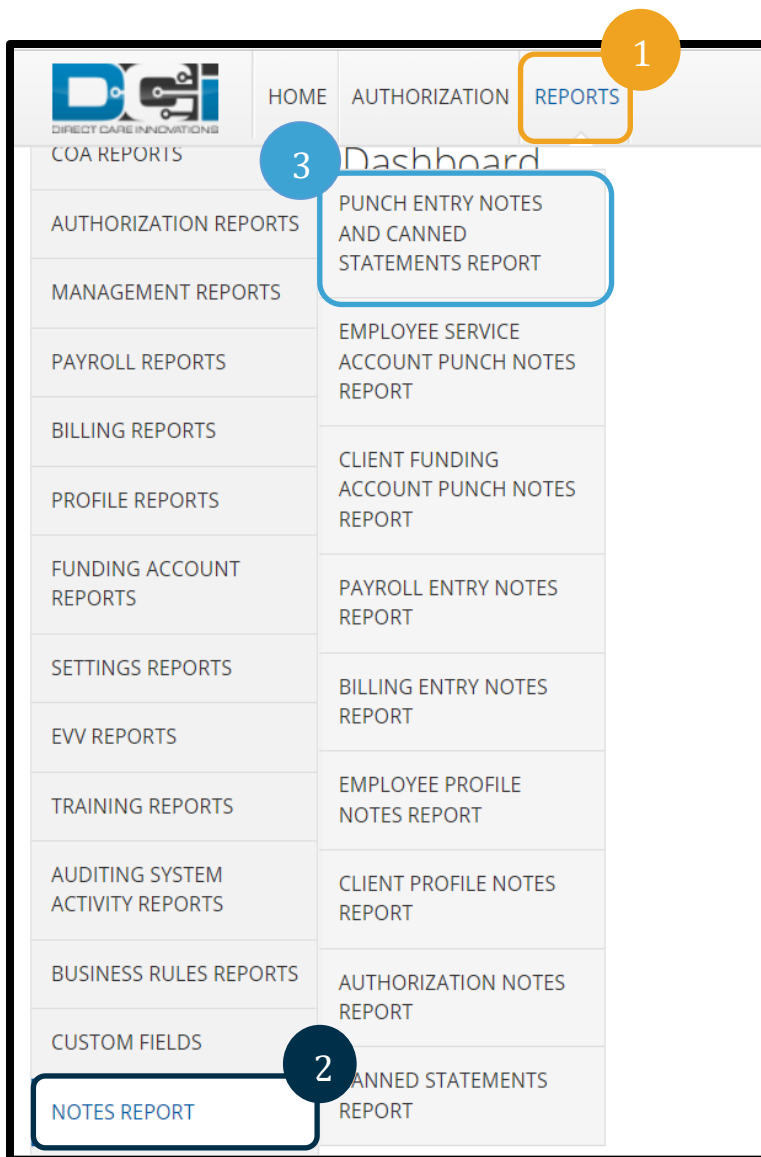 1
DCi
DIRECT CARE INNOVATIONS
HOME
AUTHORIZATION
REPORTS
COA REPORTS
AUTHORIZATION REPORTS
MANAGEMENT REPORTS
PAYROLL REPORTS
BILLING REPORTS
PROFILE REPORTS
FUNDING ACCOUNT
REPORTS
SETTINGS REPORTS
EVV REPORTS
TRAINING REPORTS
AUDITING SYSTEM
ACTIVITY REPORTS
BUSINESS RULES REPORTS
CUSTOM FIELDS
2
NOTES REPORT
3
Dashboard
PUNCH ENTRY NOTES
AND CANNED
STATEMENTS REPORT
EMPLOYEE SERVICE
ACCOUNT PUNCH NOTES
REPORT
CLIENT FUNDING
ACCOUNT PUNCH NOTES
REPORT
PAYROLL ENTRY NOTES
REPORT
BILLING ENTRY NOTES
REPORT
EMPLOYEE PROFILE
NOTES REPORT
CLIENT PROFILE NOTES
REPORT
AUTHORIZATION NOTES
REPORT
CANNED STATEMENTS
REPORT